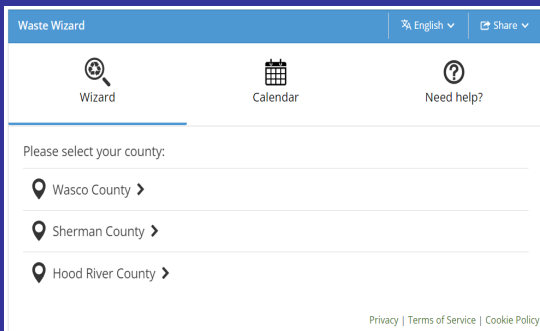 Waste Wizard English Share
Wizard Calendar Need help?
Please select your county:
Wasco County
Sherman County
Hood River County
Privacy | Terms of Service | Cookie Policy